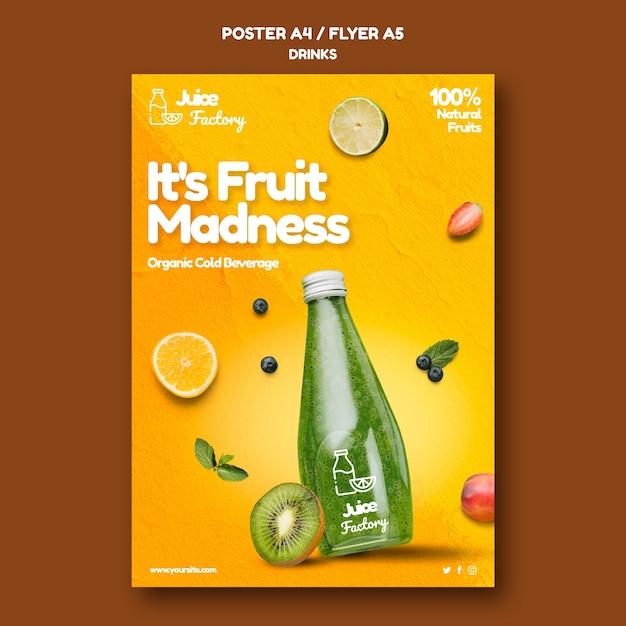 POSTER A4 / FLYER A5
DRINKS
Juice
Factory
100%
Natural
Fruits
It's Fruit
Madness
Organic Cold Beverage
Juice
Factory
www.yoursite.com